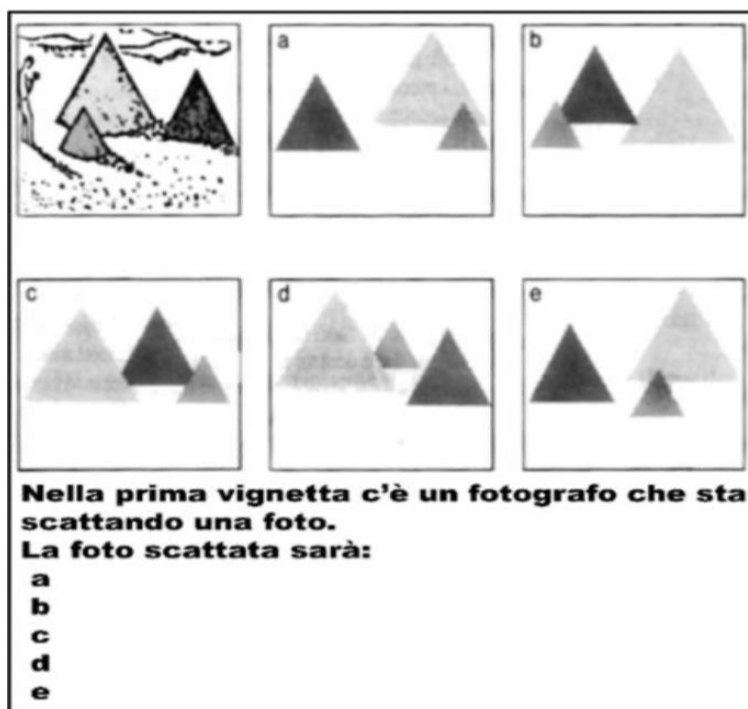 a
b
c
d
e
Nella prima vignetta c'è un fotografo che sta
scattando una foto.
La foto scattata sarà:
a
b
c
d
e